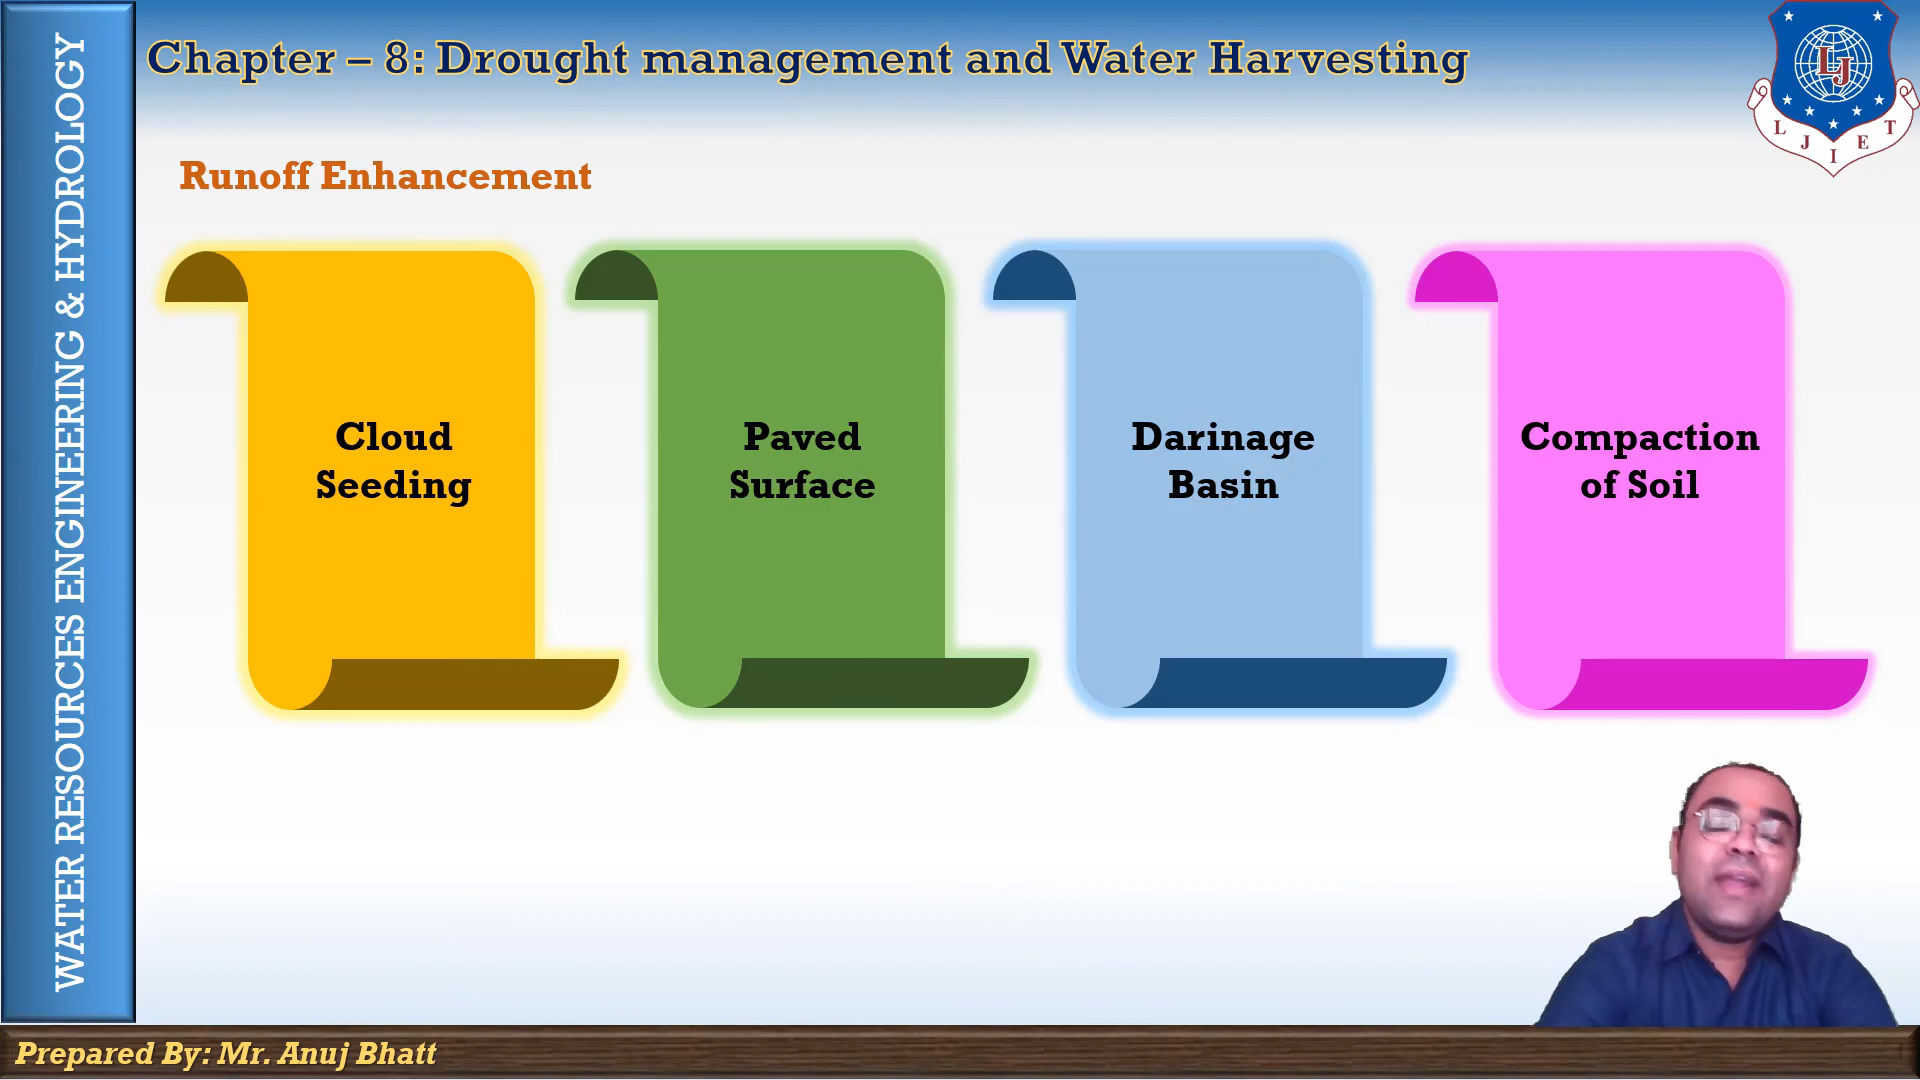 Chapter – 8: Drought management and Water Harvesting
WATER RESOURCES ENGINEERING & HYDROLOGY
LJ
L J I E T
Runoff Enhancement
Cloud
Seeding
Paved
Surface
Darinage
Basin
Compaction
of Soil
Prepared By: Mr. Anuj Bhatt